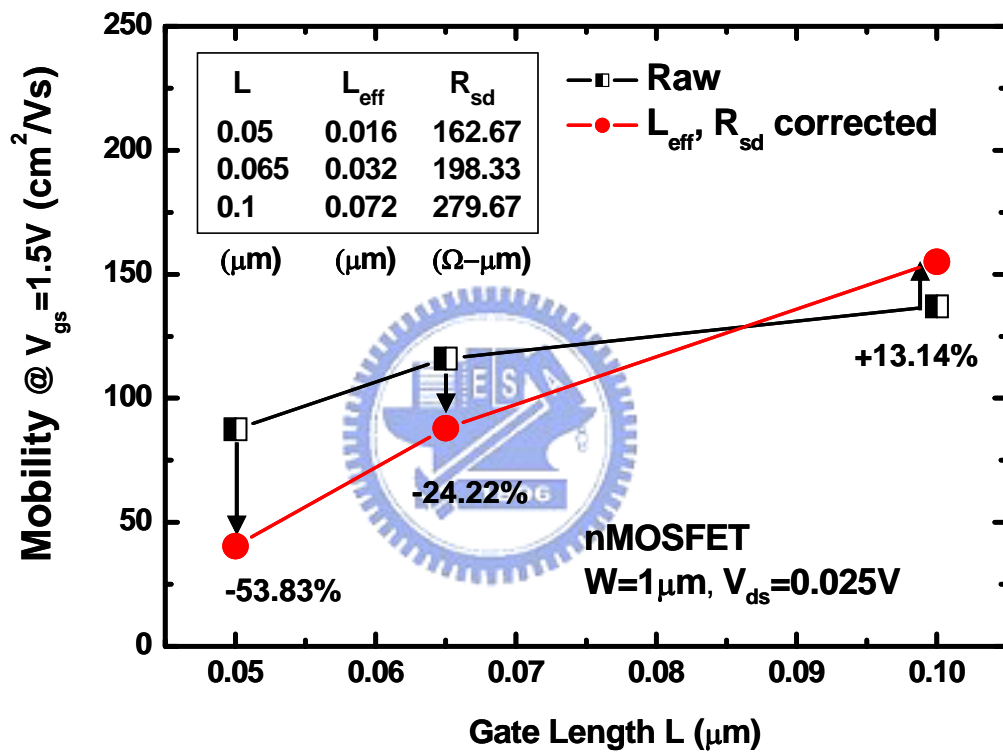 Mobility @ V_gs=1.5V (cm²/Vs)
250
200
150
100
50
0
L L_eff R_sd
0.05 0.016 162.67
0.065 0.032 198.33
0.1 0.072 279.67
(μm) (μm) (Ω−μm)
Raw
L_eff, R_sd corrected
+13.14%
-24.22%
-53.83%
ES
1896
nMOSFET
W=1μm, V_ds=0.025V
0.05 0.06 0.07 0.08 0.09 0.10
Gate Length L (μm)